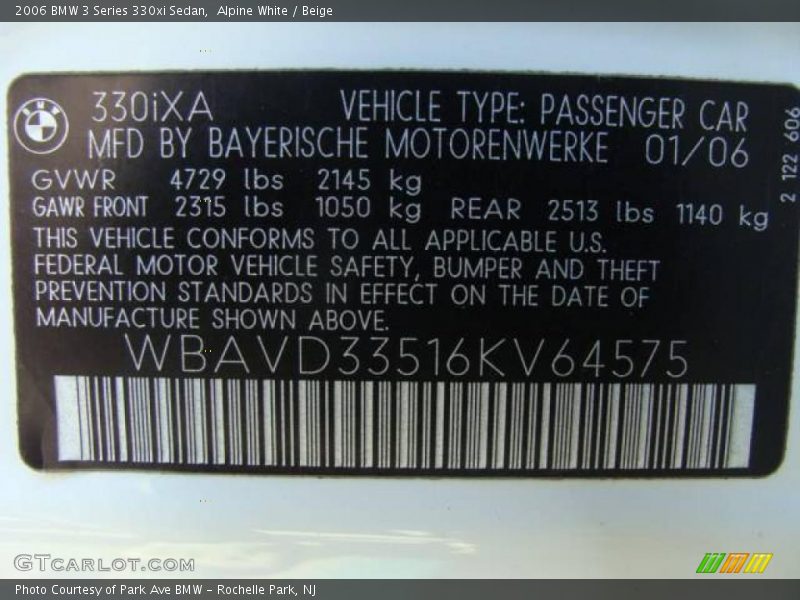 2006 BMW 3 Series 330xi Sedan,  Alpine White / Beige
BMW
330iXA VEHICLE TYPE: PASSENGER CAR
MFD BY BAYERISCHE MOTORENWERKE 01/06
GVWR 4729 lbs 2145 kg
GAWR FRONT 2315 lbs 1050 kg REAR 2513 lbs 1140 kg
THIS VEHICLE CONFORMS TO ALL APPLICABLE U.S.
FEDERAL MOTOR VEHICLE SAFETY, BUMPER AND THEFT
PREVENTION STANDARDS IN EFFECT ON THE DATE OF
MANUFACTURE SHOWN ABOVE.
WBAVD33516KV64575
2 122 606
GTCARLOT.COM
Photo Courtesy of Park Ave BMW - Rochelle Park, NJ